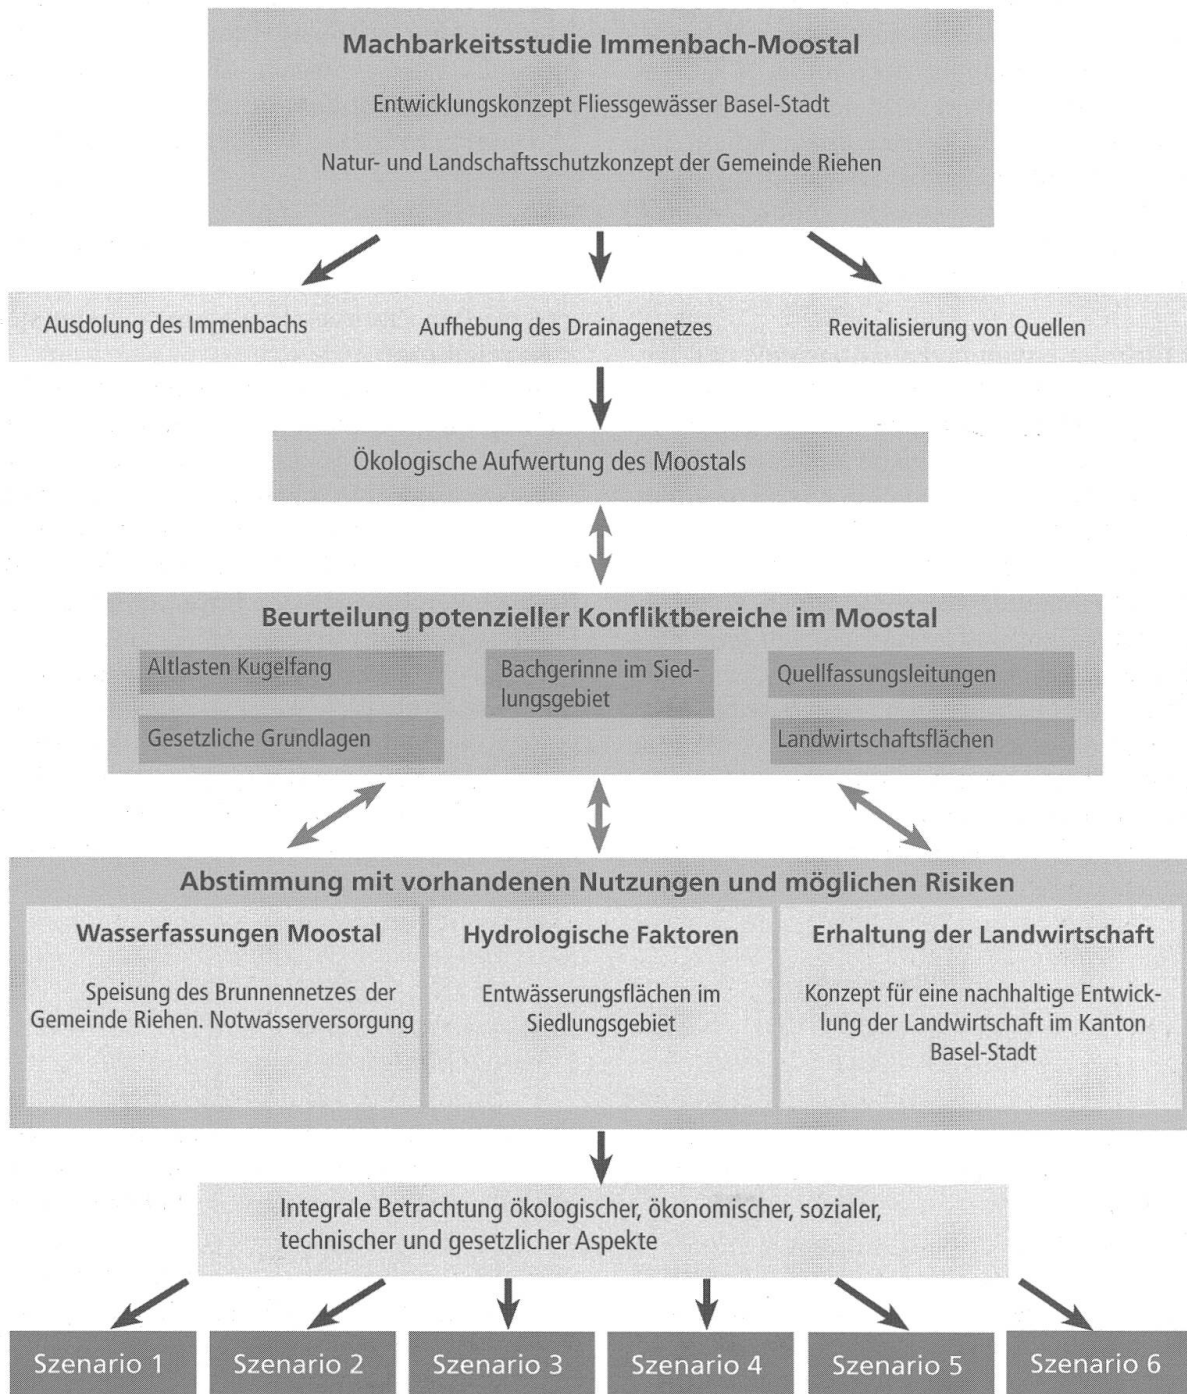 Machbarkeitsstudie Immenbach-Moostal
Entwicklungskonzept Fliessgewässer Basel-Stadt
Natur- und Landschaftsschutzkonzept der Gemeinde Riehen
Ausdolung des Immenbachs
Aufhebung des Drainagenetzes
Revitalisierung von Quellen
Ökologische Aufwertung des Moostals
Beurteilung potenzieller Konfliktbereiche im Moostal
Altlasten Kugelfang
Gesetzliche Grundlagen
Bachgerinne im Sied-
lungsgebiet
Quellfassungsleitungen
Landwirtschaftsflächen
Abstimmung mit vorhandenen Nutzungen und möglichen Risiken
Wasserfassungen Moostal
Speisung des Brunnennetzes der
Gemeinde Riehen. Notwasserversorgung
Hydrologische Faktoren
Entwässerungsflächen im
Siedlungsgebiet
Erhaltung der Landwirtschaft
Konzept für eine nachhaltige Entwick-
lung der Landwirtschaft im Kanton
Basel-Stadt
Integrale Betrachtung ökologischer, ökonomischer, sozialer,
technischer und gesetzlicher Aspekte
Szenario 1
Szenario 2
Szenario 3
Szenario 4
Szenario 5
Szenario 6